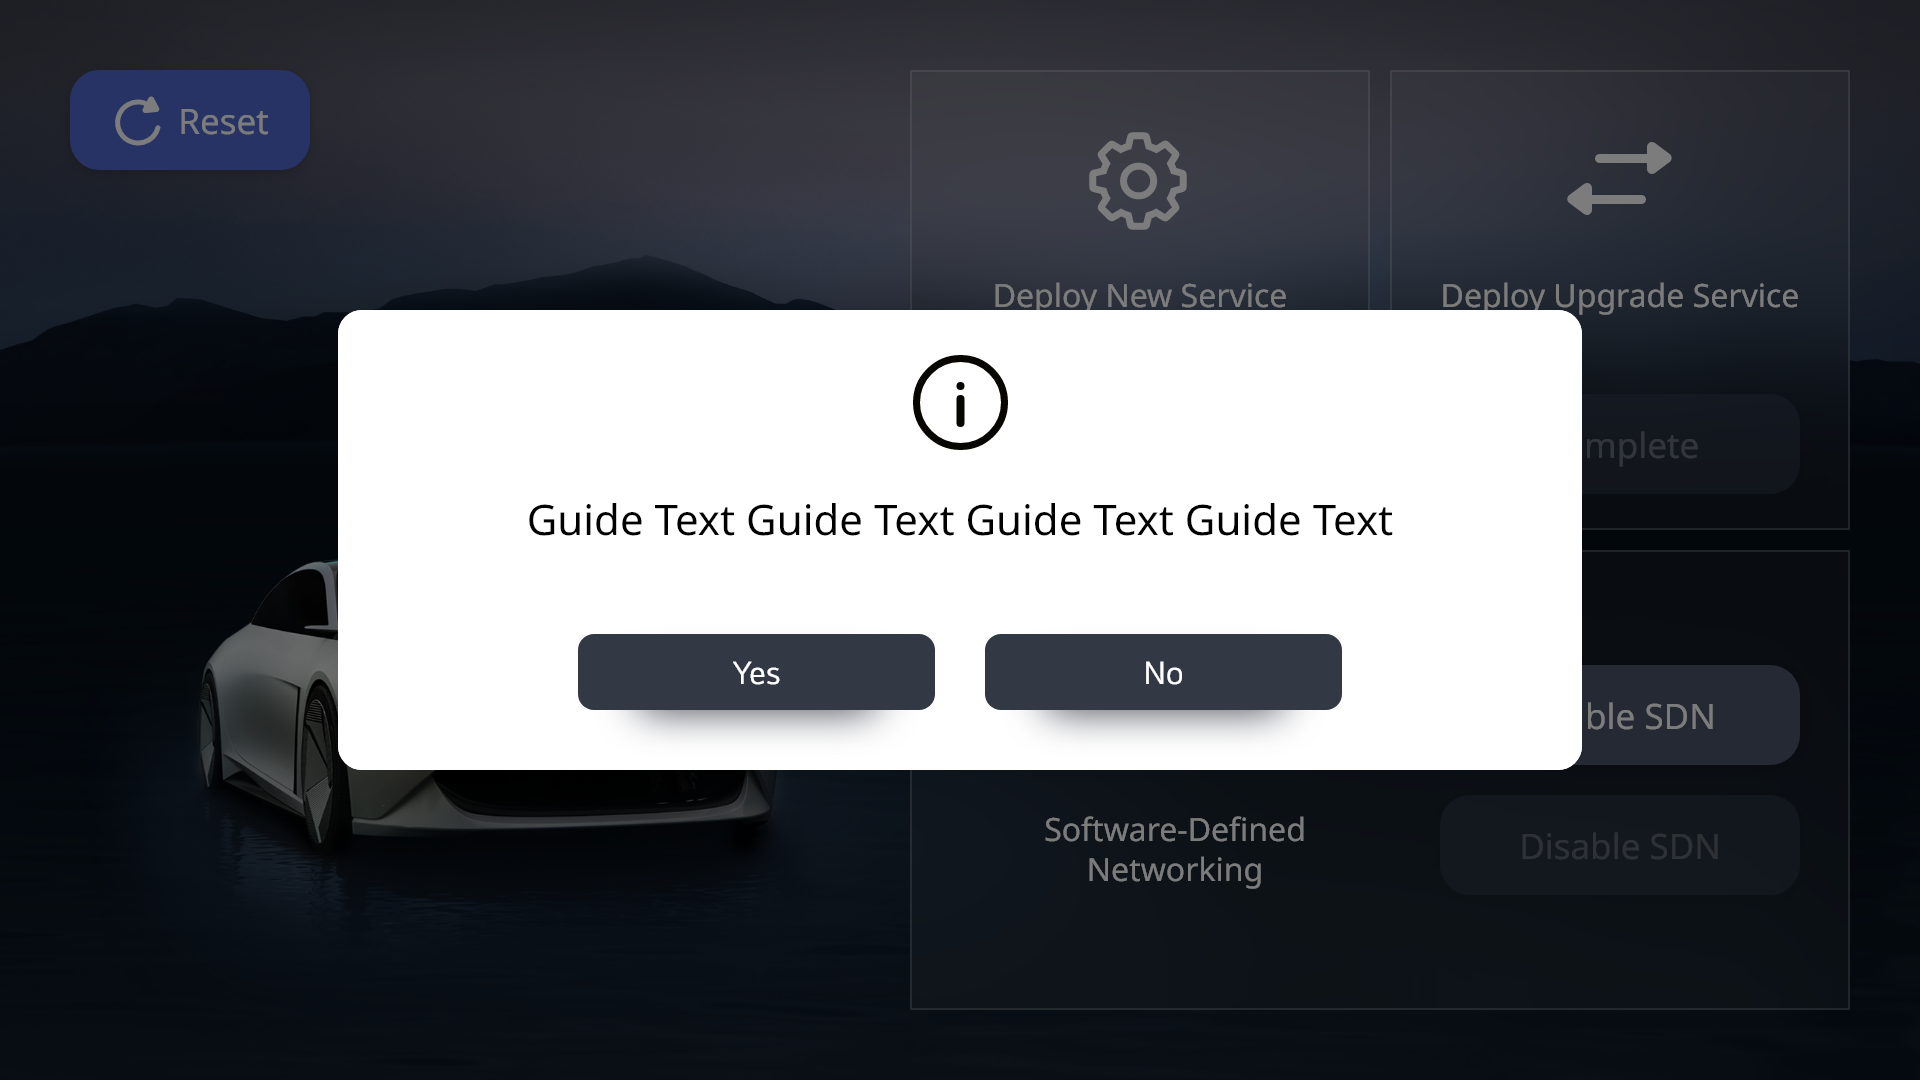 Reset
Deploy New Service
Deploy Upgrade Service
mplete
Guide Text Guide Text Guide Text Guide Text
Yes
No
ble SDN
Software-Defined
Networking
Disable SDN